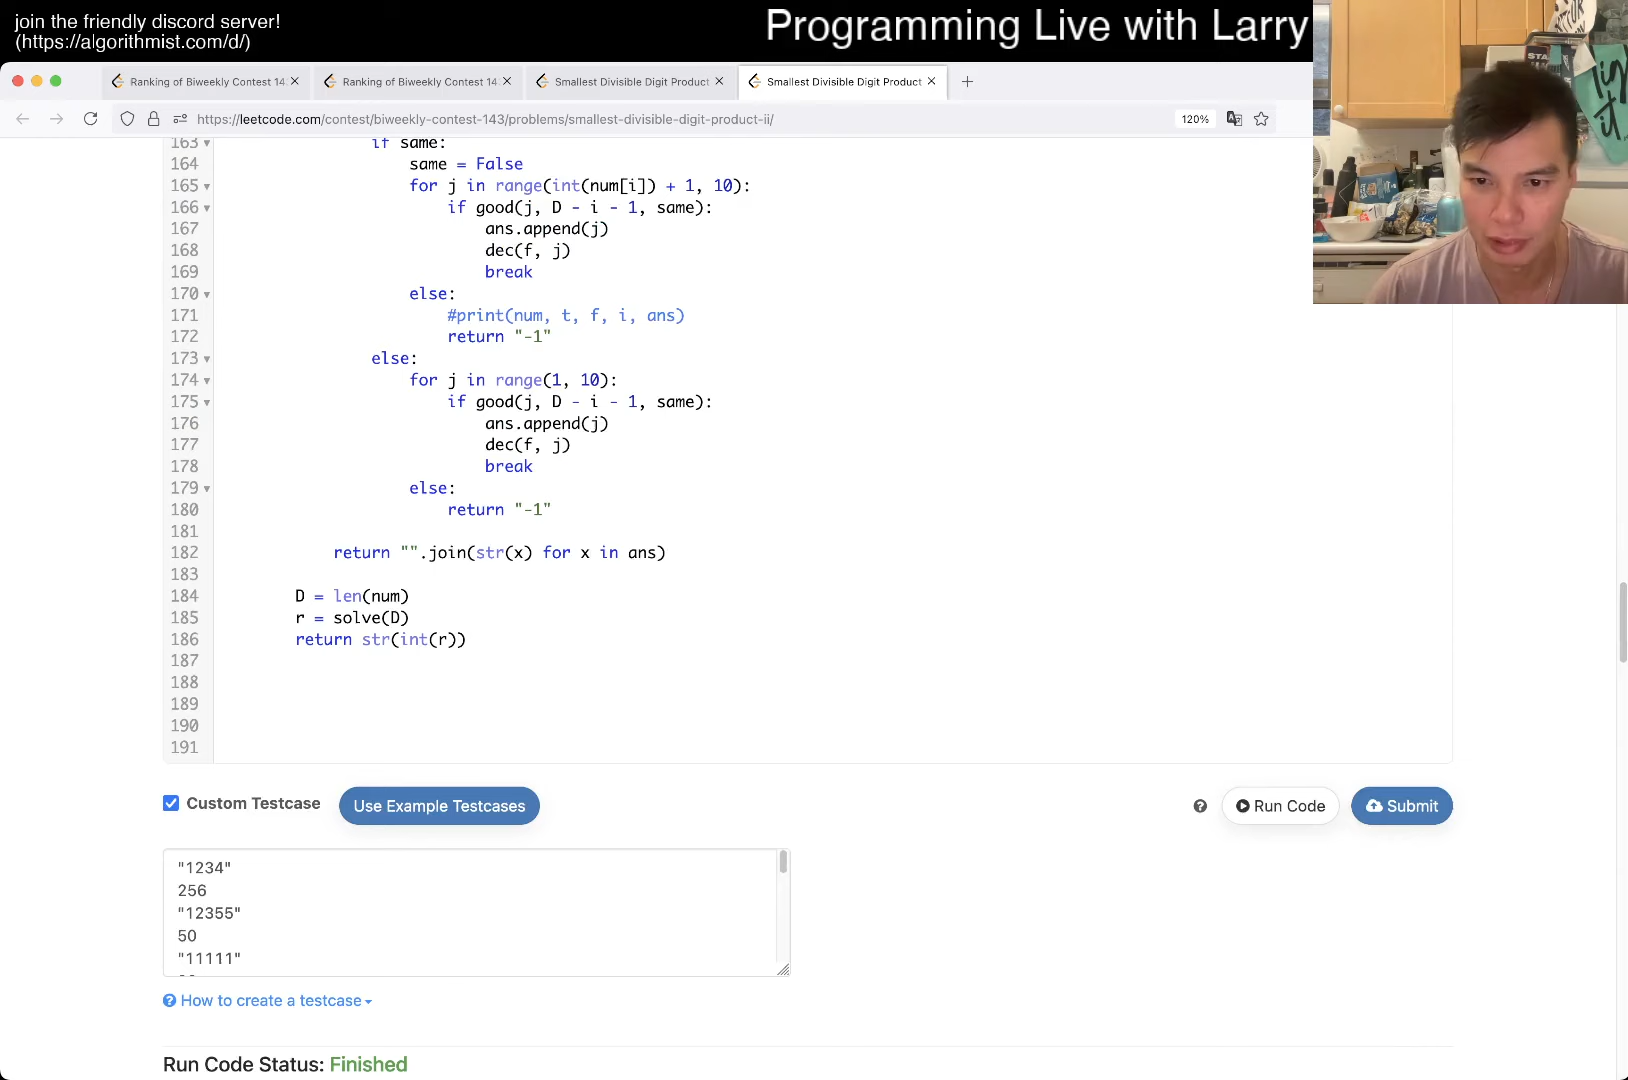 join the friendly discord server!
(https://algorithmist.com/d/)
Programming Live with Larry
Ranking of Biweekly Contest 14
Ranking of Biweekly Contest 14
Smallest Divisible Digit Product
Smallest Divisible Digit Product
https://leetcode.com/contest/biweekly-contest-143/problems/smallest-divisible-digit-product-ii/
120%
163 if same:
164 same = False
165 for j in range(int(num[i]) + 1, 10):
166 if good(j, D - i - 1, same):
167 ans.append(j)
168 dec(f, j)
169 break
170 else:
171 #print(num, t, f, i, ans)
172 return "-1"
173 else:
174 for j in range(1, 10):
175 if good(j, D - i - 1, same):
176 ans.append(j)
177 dec(f, j)
178 break
179 else:
180 return "-1"
181
182 return "".join(str(x) for x in ans)
183
184 D = len(num)
185 r = solve(D)
186 return str(int(r))
187
188
189
190
191
Custom Testcase
Use Example Testcases
Run Code
Submit
"1234"
256
"12355"
50
"11111"
How to create a testcase
Run Code Status: Finished